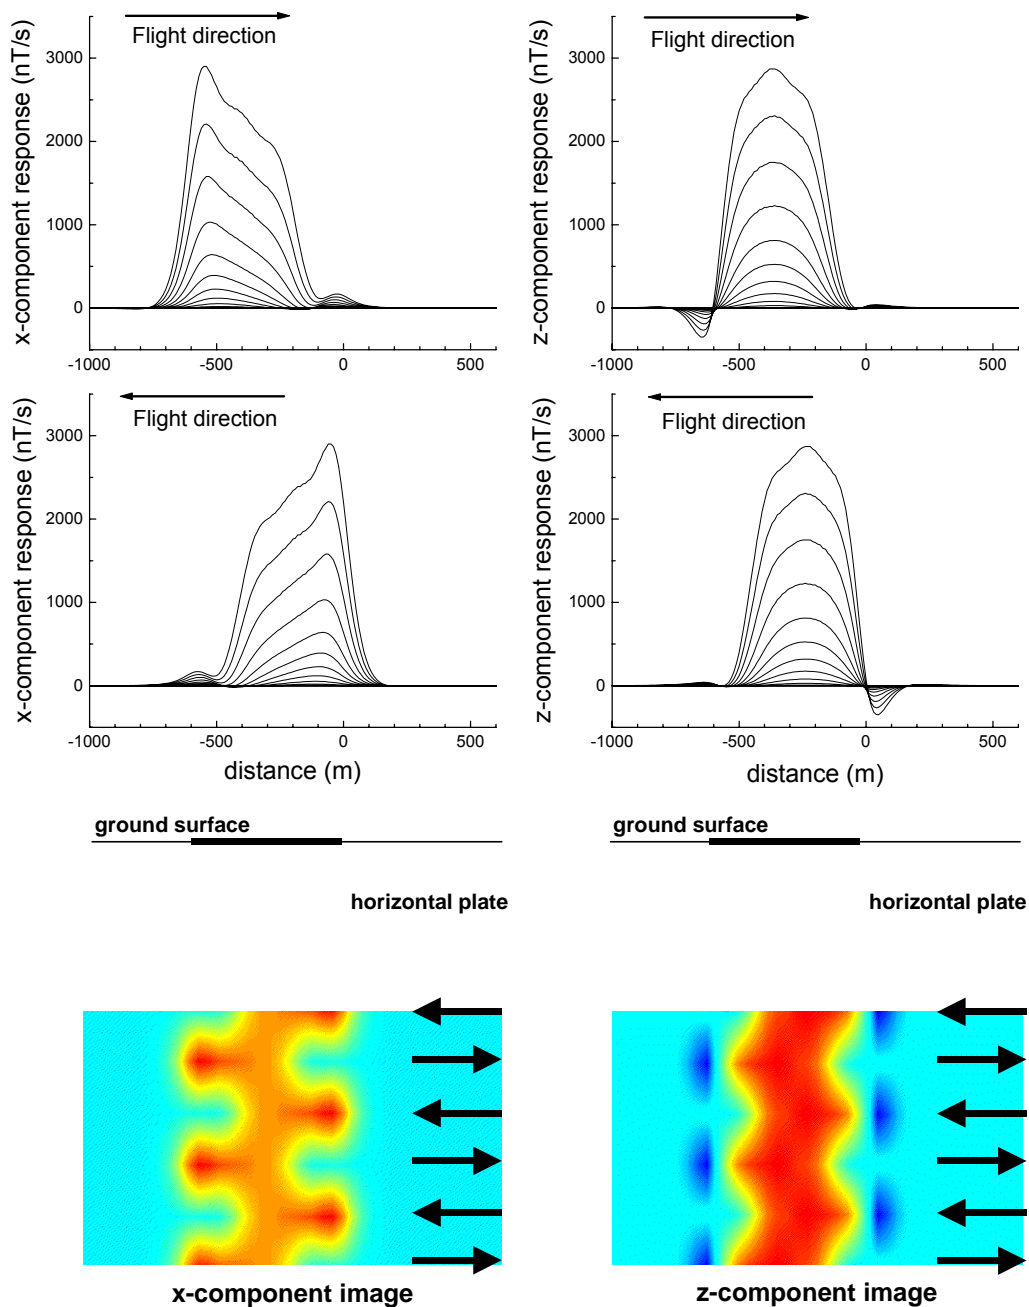 x-component response (nT/s)
3000
2000
1000
0
Flight direction
-1000
-500
0
500
z-component response (nT/s)
3000
2000
1000
0
Flight direction
-1000
-500
0
500
x-component response (nT/s)
3000
2000
1000
0
Flight direction
-1000
-500
0
500
distance (m)
z-component response (nT/s)
3000
2000
1000
0
Flight direction
-1000
-500
0
500
distance (m)
ground surface
horizontal plate
ground surface
horizontal plate
x-component image
z-component image